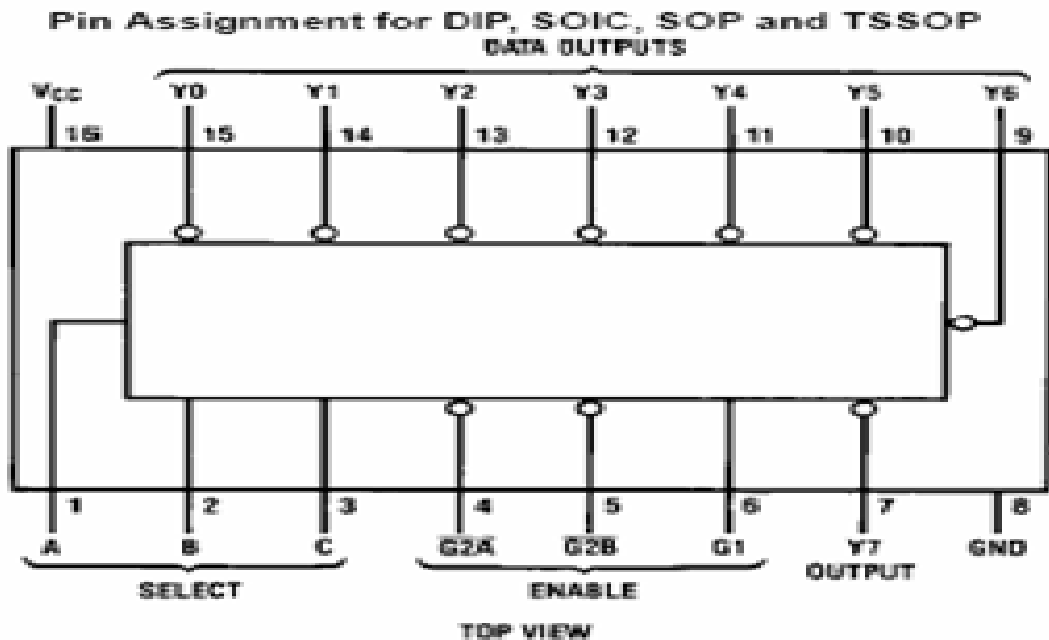 Pin Assignment for DIP, SOIC, SOP and TSSOP
DATA OUTPUTS
VCC Y0 Y1 Y2 Y3 Y4 Y5 Y6
16 15 14 13 12 11 10 9
1 2 3 4 5 6 7 8
A B C G2A G2B G1 Y7 GND
SELECT ENABLE OUTPUT
TOP VIEW